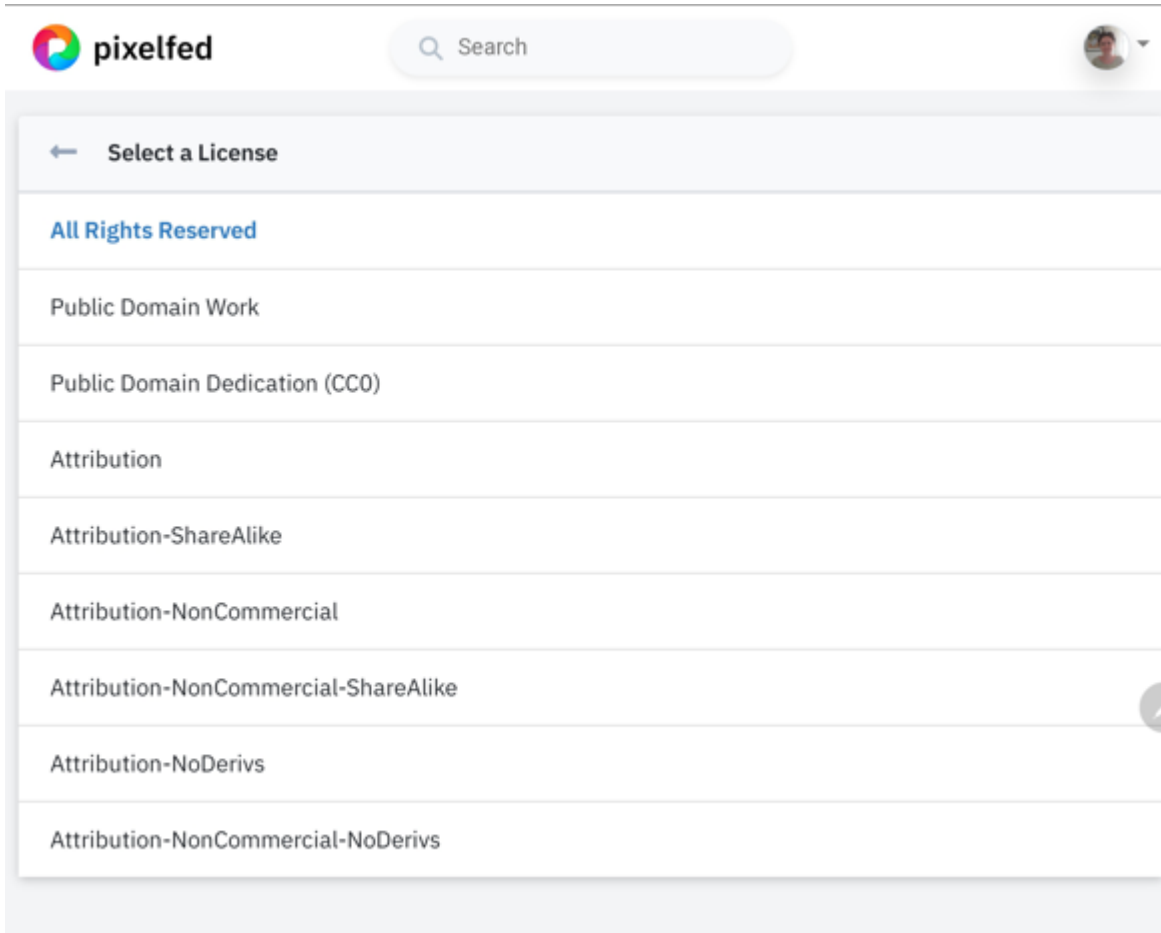 pixelfed
Search
Select a License
All Rights Reserved
Public Domain Work
Public Domain Dedication (CC0)
Attribution
Attribution-ShareAlike
Attribution-NonCommercial
Attribution-NonCommercial-ShareAlike
Attribution-NoDerivs
Attribution-NonCommercial-NoDerivs